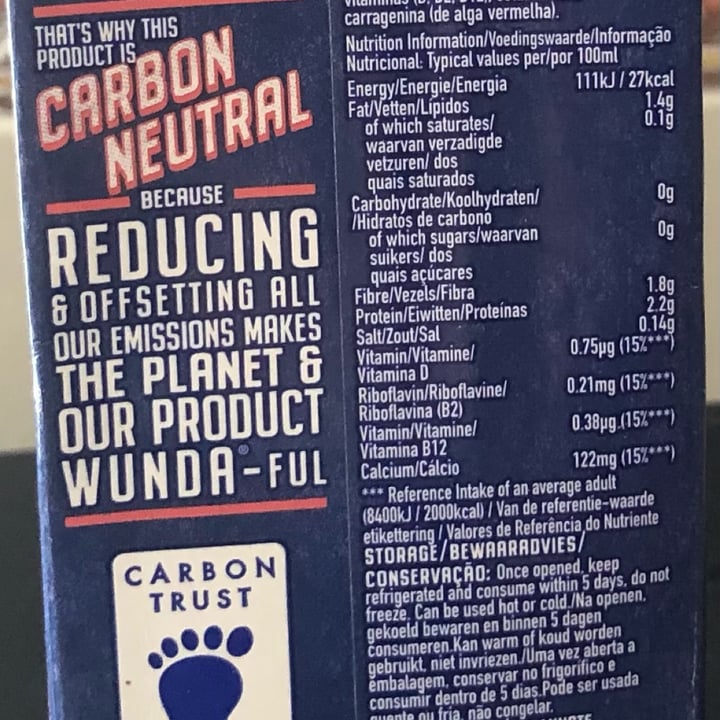 THAT'S WHY THIS
PRODUCT IS
CARBON
NEUTRAL
BECAUSE
REDUCING
& OFFSETTING ALL
OUR EMISSIONS MAKES
THE PLANET &
OUR PRODUCT
WUNDA®-FUL
CARBON
TRUST
carragenina (de alga vermelha).
Nutrition Information/Voedingswaarde/Informação
Nutricional: Typical values per/por 100ml
Energy/Energie/Energia 111kJ / 27kcal
Fat/Vetten/Lípidos 1.4g
of which saturates/ 0.1g
waarvan verzadigde
vetzuren/ dos
quais saturados
Carbohydrate/Koolhydraten/ 0g
/Hidratos de carbono
of which sugars/waarvan 0g
suikers/ dos
quais açúcares
Fibre/Vezels/Fibra 1.8g
Protein/Eiwitten/Proteínas 2.2g
Salt/Zout/Sal 0.14g
Vitamin/Vitamine/ 0.75µg (15%***)
Vitamina D
Riboflavin/Riboflavine/ 0.21mg (15%***)
Riboflavina (B2)
Vitamin/Vitamine/ 0.38µg.(15%***)
Vitamina B12
Calcium/Cálcio 122mg (15%***)
*** Reference Intake of an average adult
(8400kJ / 2000kcal) / Van de referentie-waarde
etikettering / Valores de Referência do Nutriente
STORAGE/BEWAARADVIES/
CONSERVAÇÃO: Once opened, keep
refrigerated and consume within 5 days, do not
freeze. Can be used hot or cold./Na openen,
gekoeld bewaren en binnen 5 dagen
consumeren.Kan warm of koud worden
gebruikt, niet invriezen./Uma vez aberta a
embalagem, conservar no frigorífico e
consumir dentro de 5 dias.Pode ser usada
quente ou fria, não congelar.